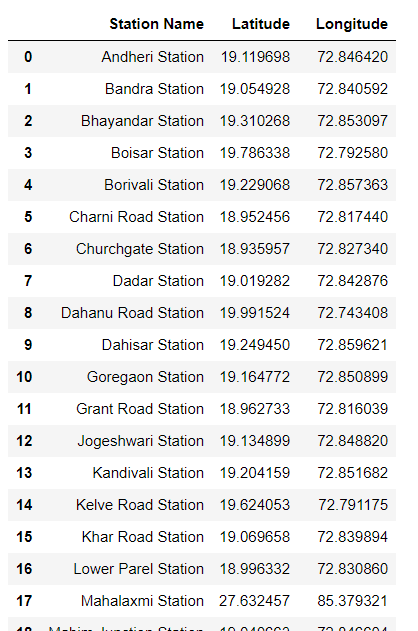 Station Name Latitude Longitude
0 Andheri Station 19.119698 72.846420
1 Bandra Station 19.054928 72.840592
2 Bhayandar Station 19.310268 72.853097
3 Boisar Station 19.786338 72.792580
4 Borivali Station 19.229068 72.857363
5 Charni Road Station 18.952456 72.817440
6 Churchgate Station 18.935957 72.827340
7 Dadar Station 19.019282 72.842876
8 Dahanu Road Station 19.991524 72.743408
9 Dahisar Station 19.249450 72.859621
10 Goregaon Station 19.164772 72.850899
11 Grant Road Station 18.962733 72.816039
12 Jogeshwari Station 19.134899 72.848820
13 Kandivali Station 19.204159 72.851682
14 Kelve Road Station 19.624053 72.791175
15 Khar Road Station 19.069658 72.839894
16 Lower Parel Station 18.996332 72.830860
17 Mahalaxmi Station 27.632457 85.379321
18 Mahim Junction Station